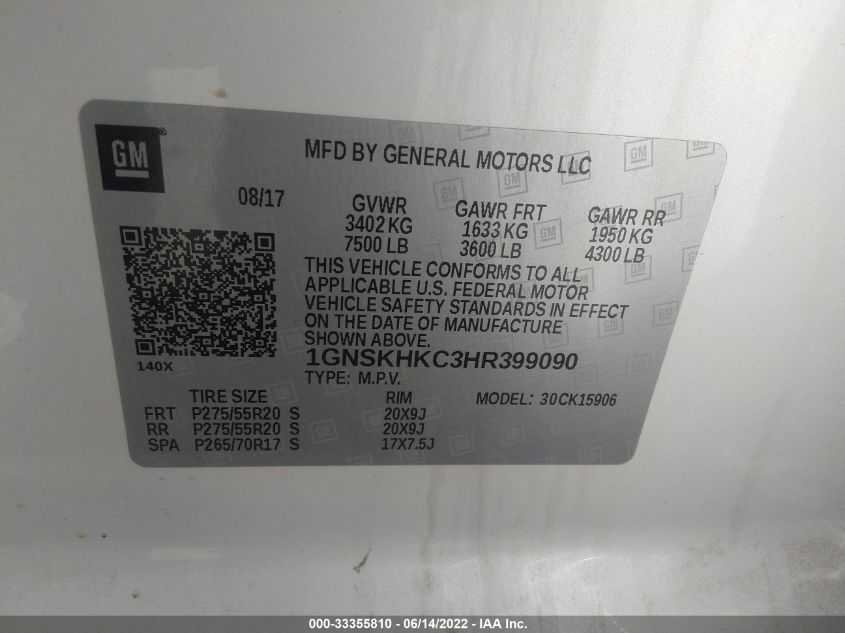 GM
MFD BY GENERAL MOTORS LLC
08/17
GVWR
3402 KG
7500 LB
GAWR FRT
1633 KG
3600 LB
GAWR RR
1950 KG
4300 LB
THIS VEHICLE CONFORMS TO ALL
APPLICABLE U.S. FEDERAL MOTOR
VEHICLE SAFETY STANDARDS IN EFFECT
ON THE DATE OF MANUFACTURE
SHOWN ABOVE.
1GNSKHKC3HR399090
TYPE: M.P.V.
140X
TIRE SIZE RIM MODEL: 30CK15906
FRT P275/55R20 S 20X9J
RR P275/55R20 S 20X9J
SPA P265/70R17 S 17X7.5J
000-33355810 - 06/14/2022 - IAA Inc.